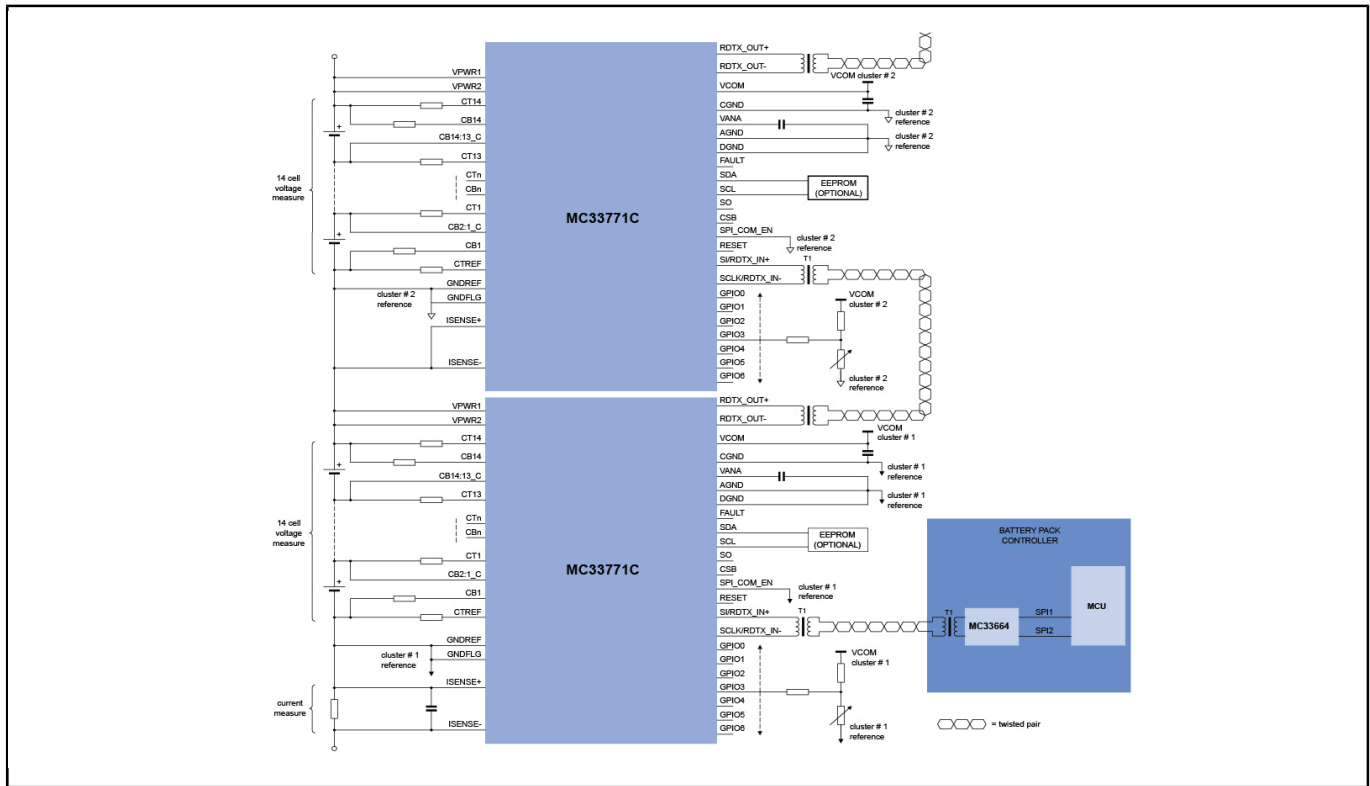 VPWR1
VPWR2
CT14
CB14
CB14:13_C
CT13
CTn
CBn
CT1
CB2:1_C
CB1
CTREF
GNDREF
GNDFLG
ISENSE+
ISENSE-
14 cell
voltage
measure
cluster # 2
reference
MC33771C
RDTX_OUT+
RDTX_OUT-
VCOM
CGND
VANA
AGND
DGND
FAULT
SDA
SCL
SO
CSB
SPI_COM_EN
RESET
SI/RDTX_IN+
SCLK/RDTX_IN-
GPIO0
GPIO1
GPIO2
GPIO3
GPIO4
GPIO5
GPIO6
VCOM cluster # 2
cluster # 2
reference
cluster # 2
reference
EEPROM
(OPTIONAL)
cluster # 2
reference
T1
VCOM
cluster # 2
cluster # 2
reference
VPWR1
VPWR2
CT14
CB14
CB14:13_C
CT13
CTn
CBn
CT1
CB2:1_C
CB1
CTREF
GNDREF
GNDFLG
ISENSE+
ISENSE-
14 cell
voltage
measure
cluster # 1
reference
current
measure
MC33771C
RDTX_OUT+
RDTX_OUT-
VCOM
CGND
VANA
AGND
DGND
FAULT
SDA
SCL
SO
CSB
SPI_COM_EN
RESET
SI/RDTX_IN+
SCLK/RDTX_IN-
GPIO0
GPIO1
GPIO2
GPIO3
GPIO4
GPIO5
GPIO6
VCOM
cluster # 1
cluster # 1
reference
cluster # 1
reference
EEPROM
(OPTIONAL)
cluster # 1
reference
T1
VCOM
cluster # 1
cluster # 1
reference
BATTERY PACK
CONTROLLER
T1
MC33664
SPI1
SPI2
MCU
= twisted pair